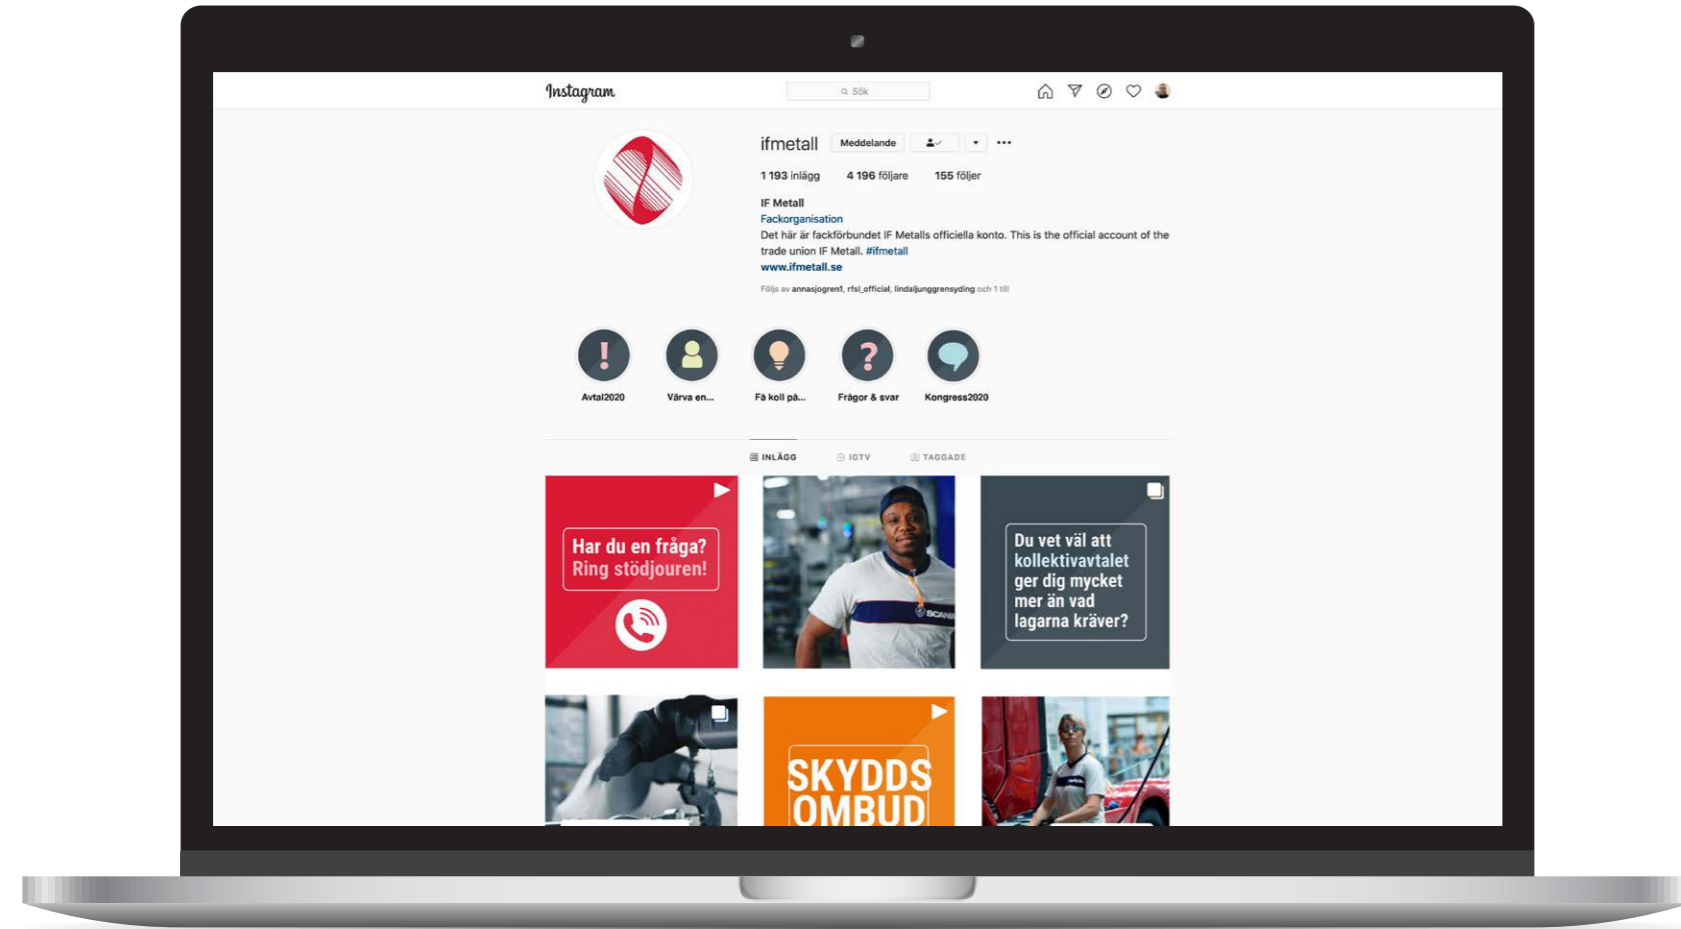 Instagram
Sök
ifmetall Meddelande
1 193 inlägg 4 196 följare 155 följer
IF Metall
Fackorganisation
Det här är fackförbundet IF Metalls officiella konto. This is the official account of the
trade union IF Metall. #ifmetall
www.ifmetall.se
Följs av annasjogren1, rfsl_official, lindaljunggrensyding och 1 till
Avtal2020 Värva en... Få koll på... Frågor & svar Kongress2020
INLÄGG IGTV TAGGADE
Har du en fråga?
Ring stödjouren!
SCANIA
Du vet väl att
kollektivavtalet
ger dig mycket
mer än vad
lagarna kräver?
SKYDDS
OMBUD